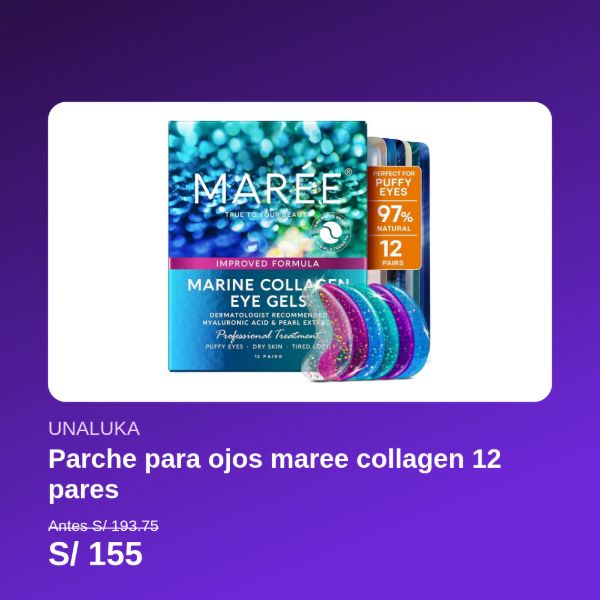 MARÉE®
TRUE TO YOUR BEAUTY
IMPROVED FORMULA
MARINE COLLAGEN
EYE GELS
DERMATOLOGIST RECOMMENDED
HYALURONIC ACID & PEARL EXTRACT
Professional Treatment
PUFFY EYES · DRY SKIN · TIRED
12 PAIRS
PERFECT FOR
PUFFY
EYES
97%
NATURAL
12
PAIRS
UNALUKA
Parche para ojos maree collagen 12
pares
Antes S/ 193.75
S/ 155